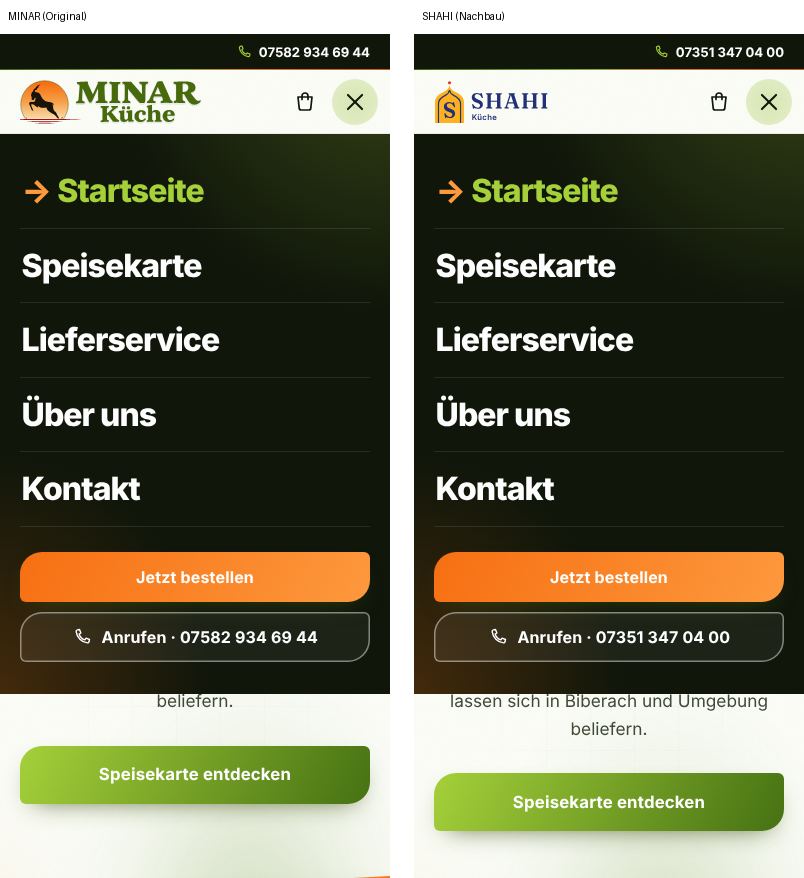 MINAR (Original)
07582 934 69 44
MINAR
Küche
→ Startseite
Speisekarte
Lieferservice
Über uns
Kontakt
Jetzt bestellen
Anrufen · 07582 934 69 44
beliefern.
Speisekarte entdecken
SHAHI (Nachbau)
07351 347 04 00
S
SHAHI
Küche
→ Startseite
Speisekarte
Lieferservice
Über uns
Kontakt
Jetzt bestellen
Anrufen · 07351 347 04 00
lassen sich in Biberach und Umgebung
beliefern.
Speisekarte entdecken